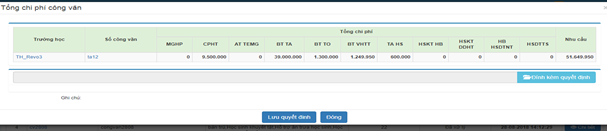 Tổng chi phí công văn
Trường học Số công văn Tổng chi phí Nhu cầu
MGHP CPHT AT TEMG BT TA BT TO BT VHTT TA HS HSKT HB HSKT DDHT HB HSDTNT HSDTTS
TH_Revo3 ta12 0 9.500.000 0 39.000.000 1.300.000 1.249.950 600.000 0 0 0 0 51.649.950
Đính kèm quyết định
Ghi chú:
Lưu quyết định Đóng